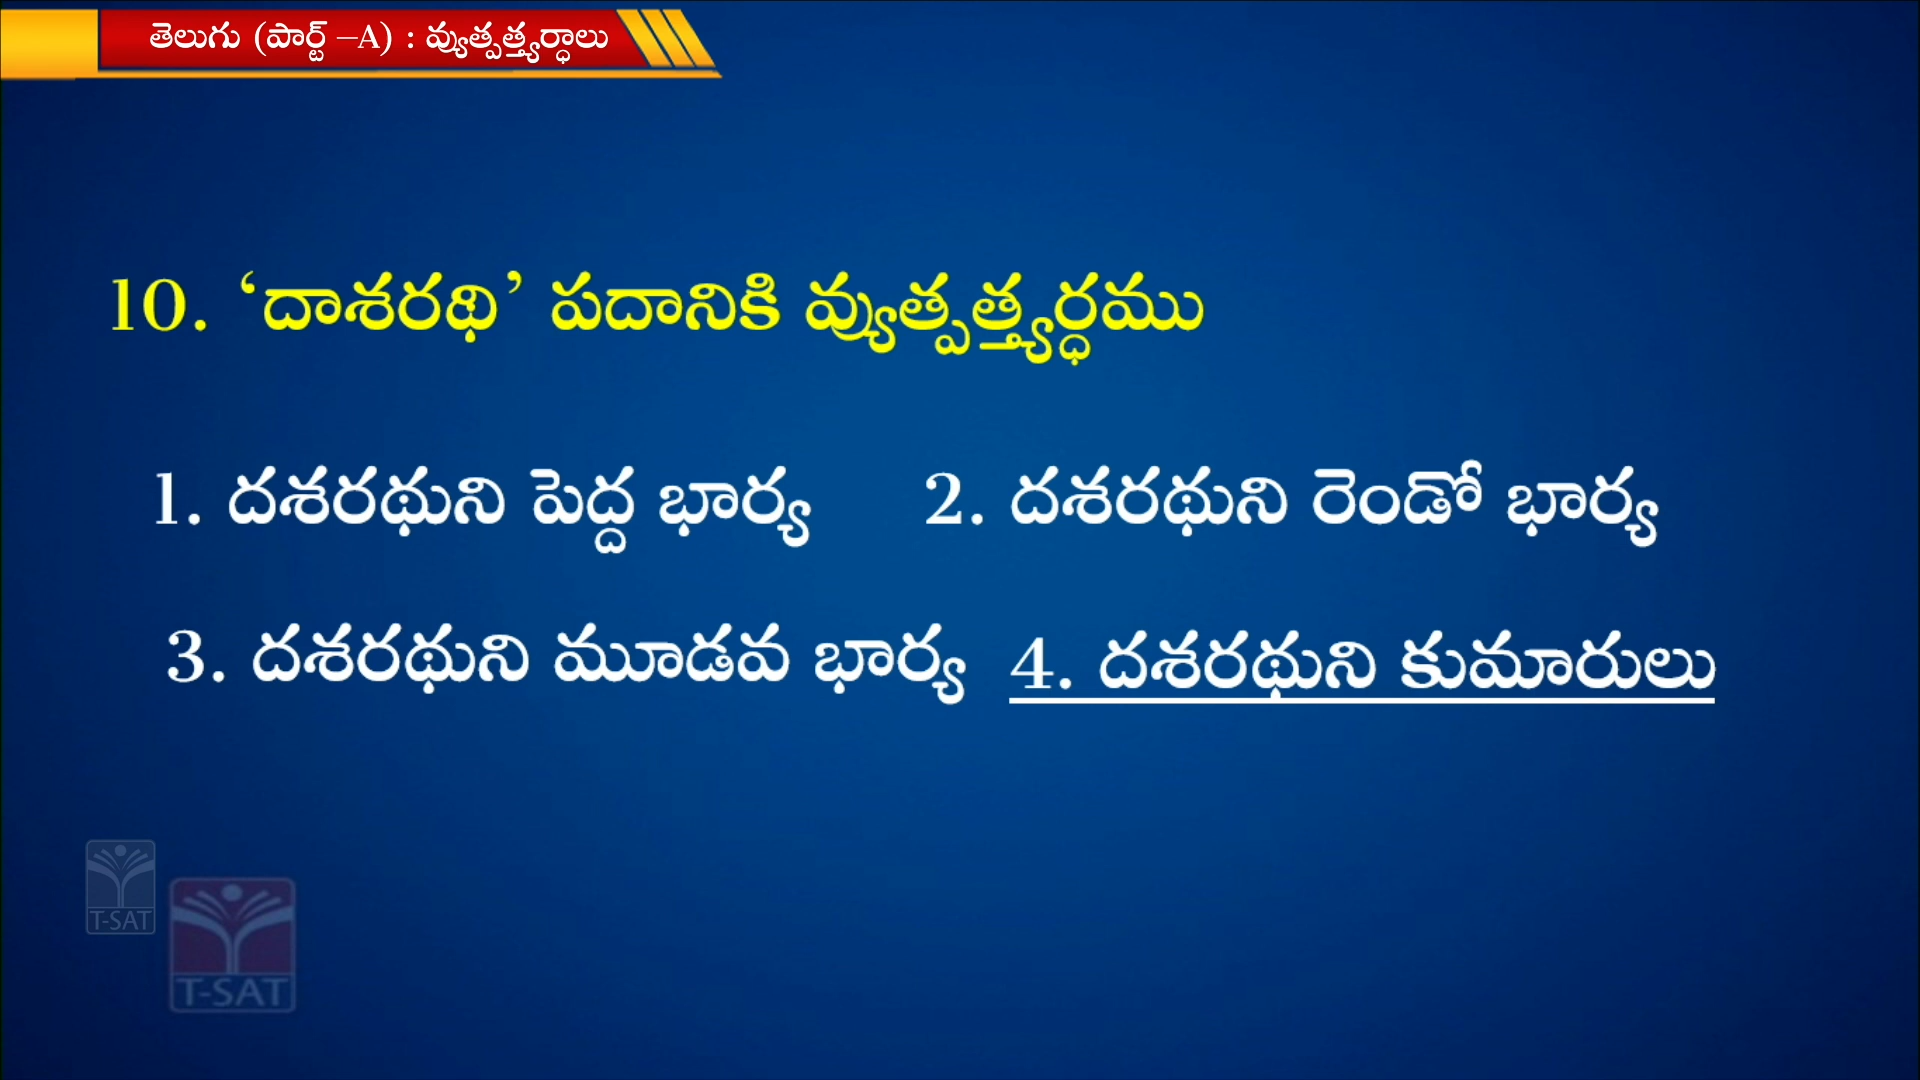 తెలుగు (పార్ట్ –A) : వ్యుత్పత్త్యర్థాలు
10. ‘దాశరథి’ పదానికి వ్యుత్పత్త్యర్థము
1. దశరథుని పెద్ద భార్య 2. దశరథుని రెండో భార్య
3. దశరథుని మూడవ భార్య 4. దశరథుని కుమారులు
T-SAT
T-SAT